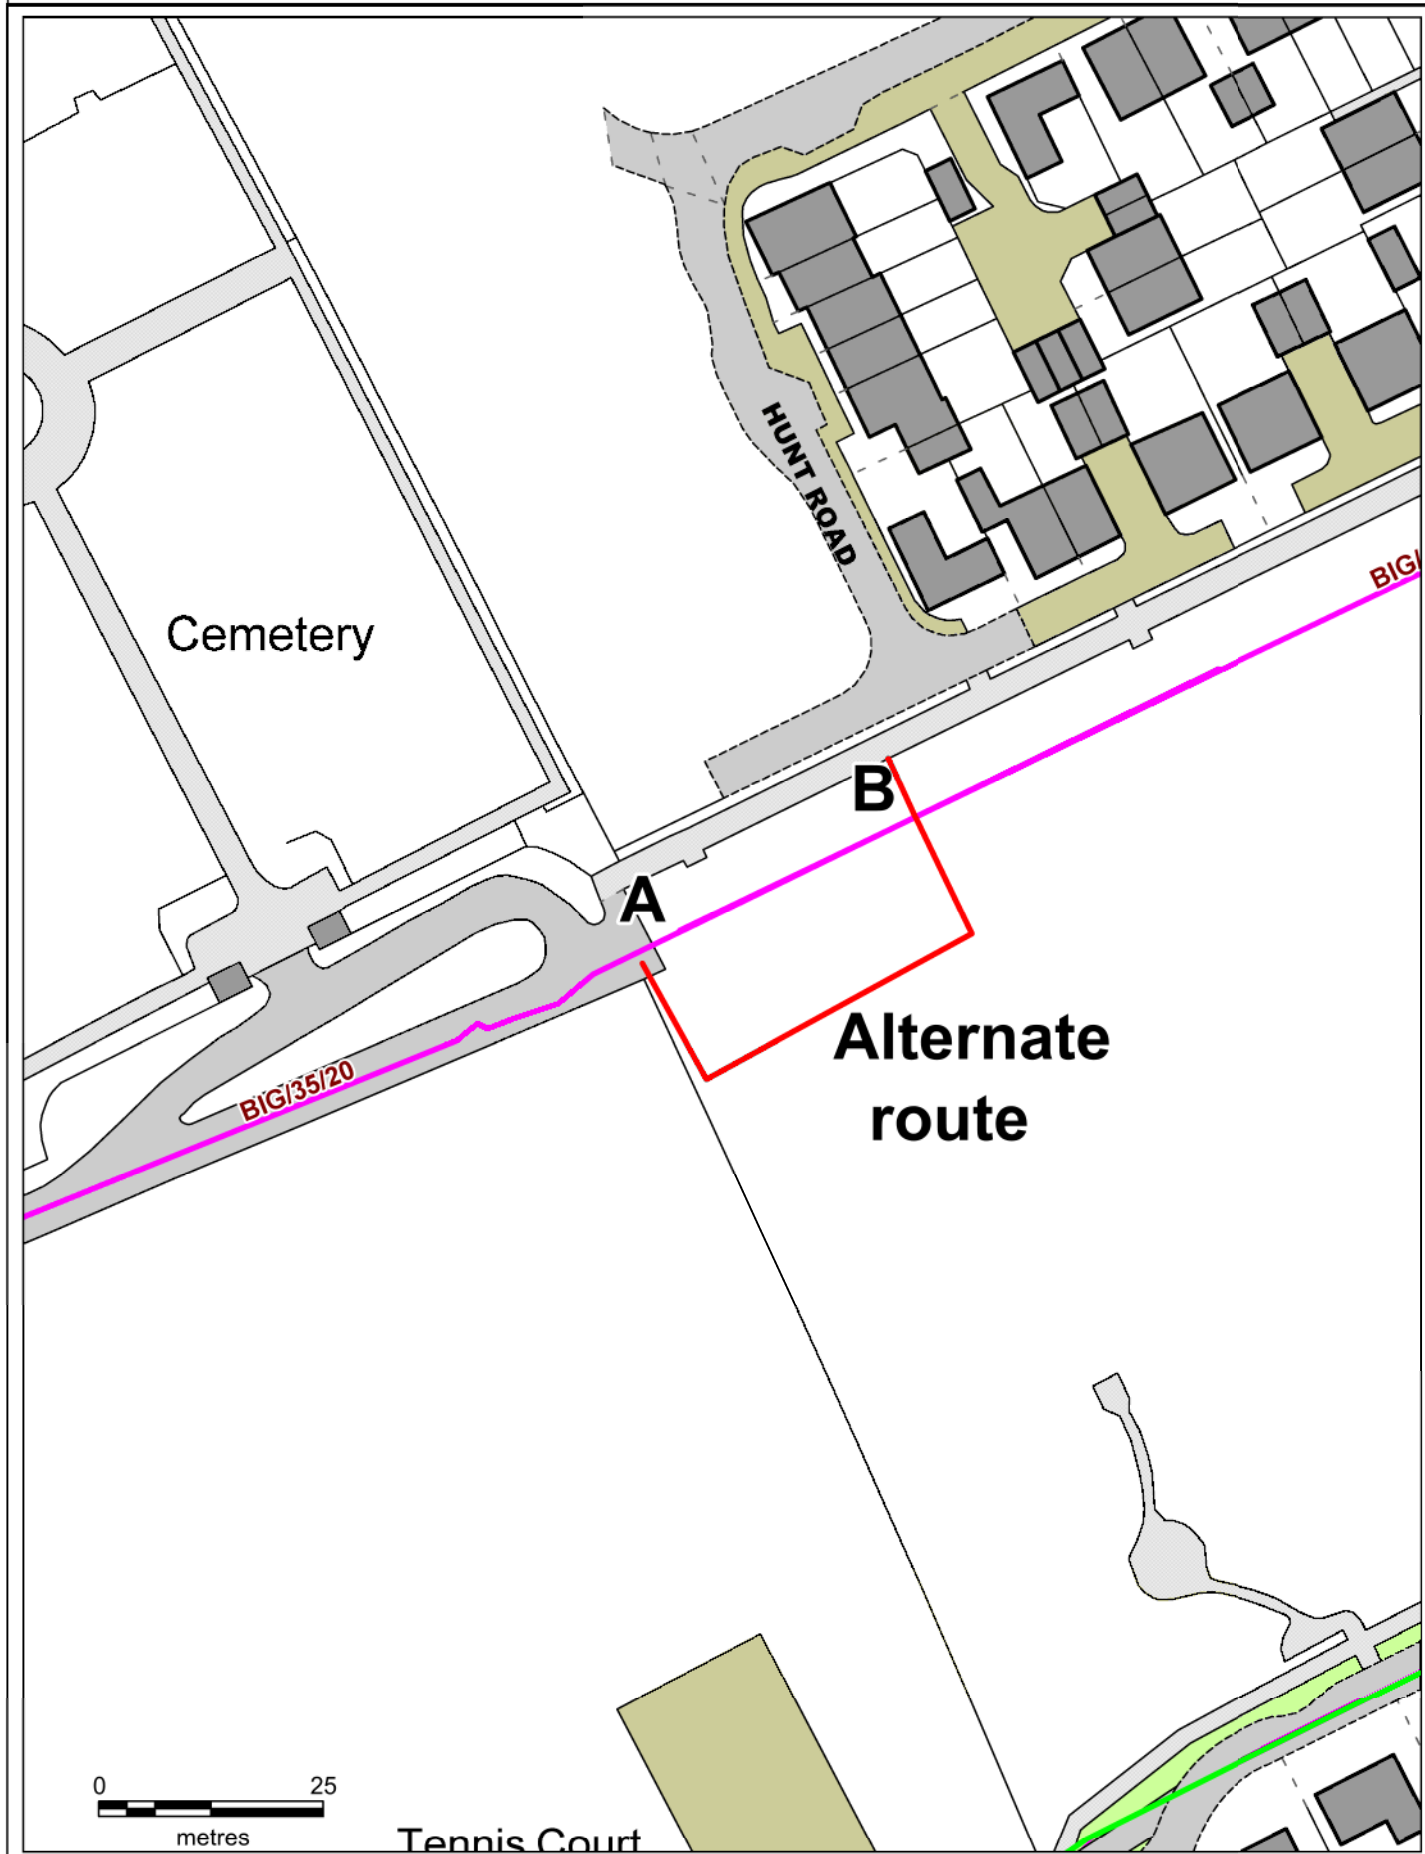 HUNT ROAD
BIG/
Cemetery
B
A
Alternate
route
BIG/35/20
0 25
metres
Tennis Court